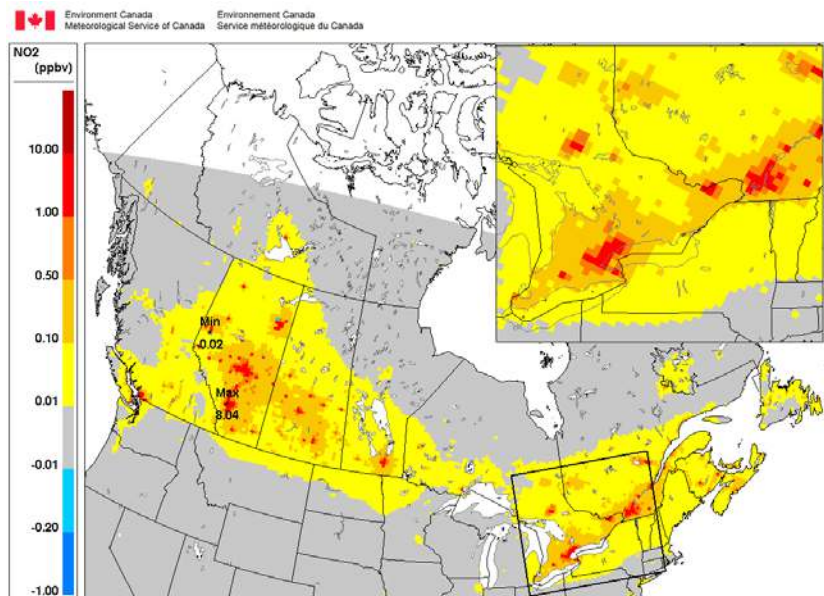 Environment Canada Environnement Canada
Meteorological Service of Canada Service météorologique du Canada
NO2
(ppbv)
10.00
1.00
0.50
0.10
0.01
-0.01
-0.20
-1.00
Min
-0.02
Max
8.04